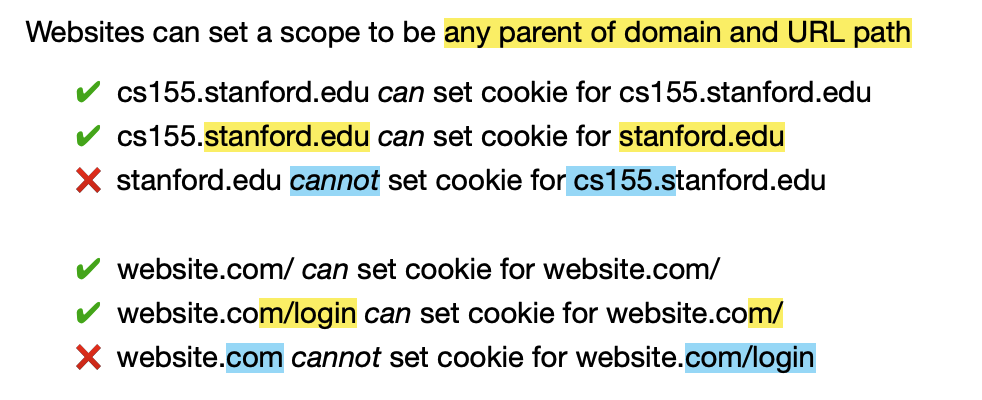 Websites can set a scope to be any parent of domain and URL path
✔ cs155.stanford.edu can set cookie for cs155.stanford.edu
✔ cs155.stanford.edu can set cookie for stanford.edu
❌ stanford.edu cannot set cookie for cs155.stanford.edu
✔ website.com/ can set cookie for website.com/
✔ website.com/login can set cookie for website.com/
❌ website.com cannot set cookie for website.com/login